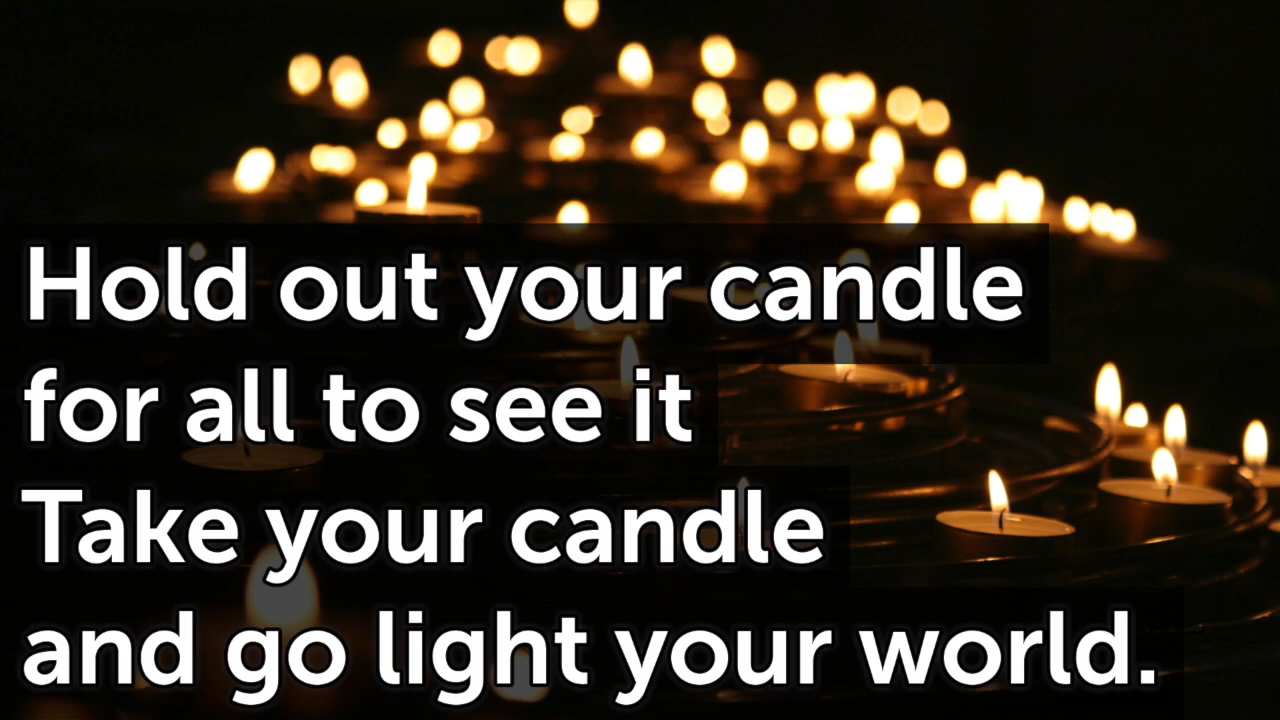 Hold out your candle
for all to see it
Take your candle
and go light your world.